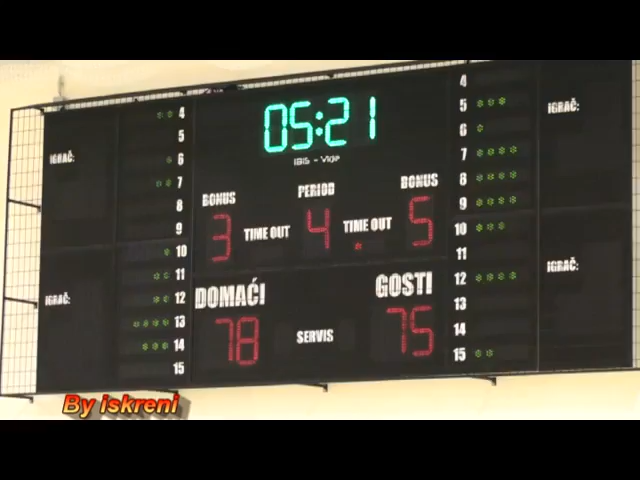 05:21
IBIS - Vide
BONUS PERIOD BONUS
3 TIME OUT 4 TIME OUT 5
DOMAĆI GOSTI
78 SERVIS 75
IGRAČ:
IGRAČ:
4
5
6
7
8
9
10
11
12
13
14
15
4
5
6
7
8
9
10
11
12
13
14
15
IGRAČ:
IGRAČ:
By iskreni